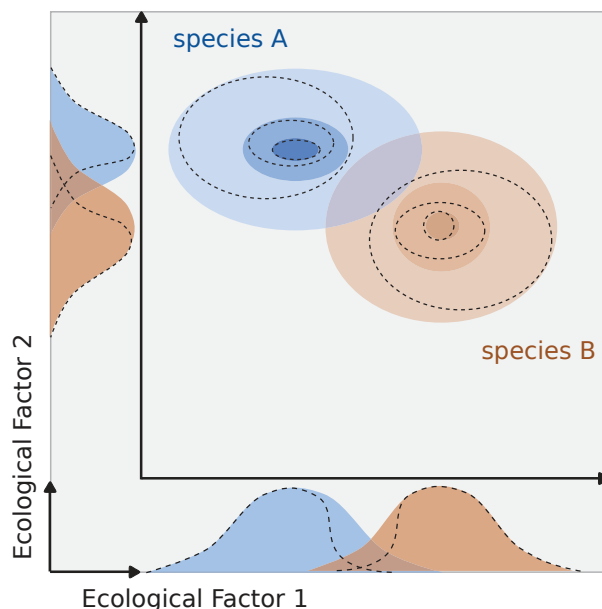 species A
species B
Ecological Factor 2
Ecological Factor 1